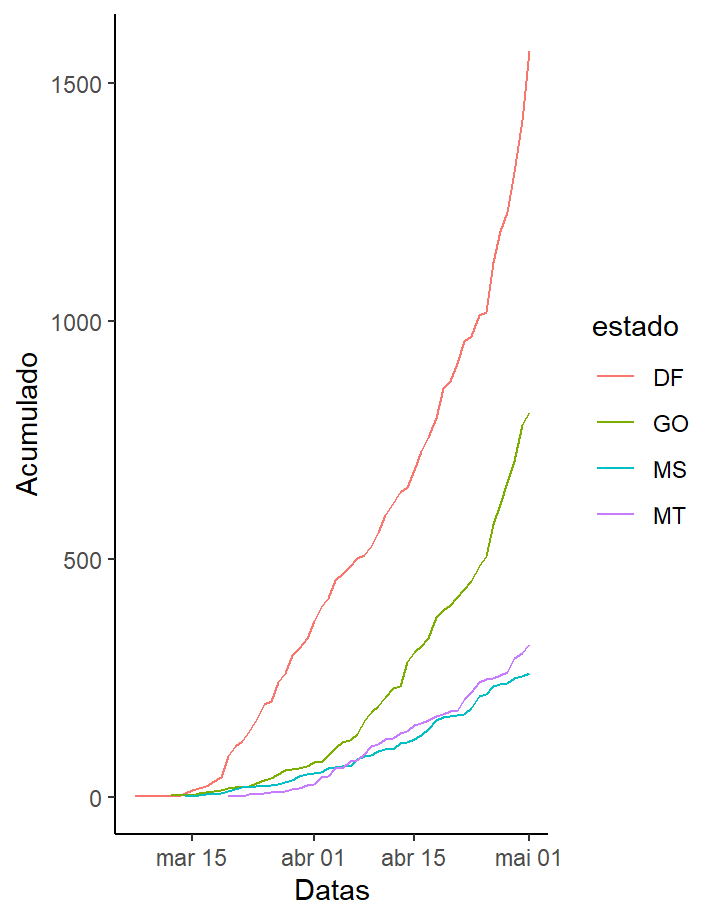 1500
1000
500
0
Acumulado
mar 15
abr 01
abr 15
mai 01
Datas
estado
DF
GO
MS
MT